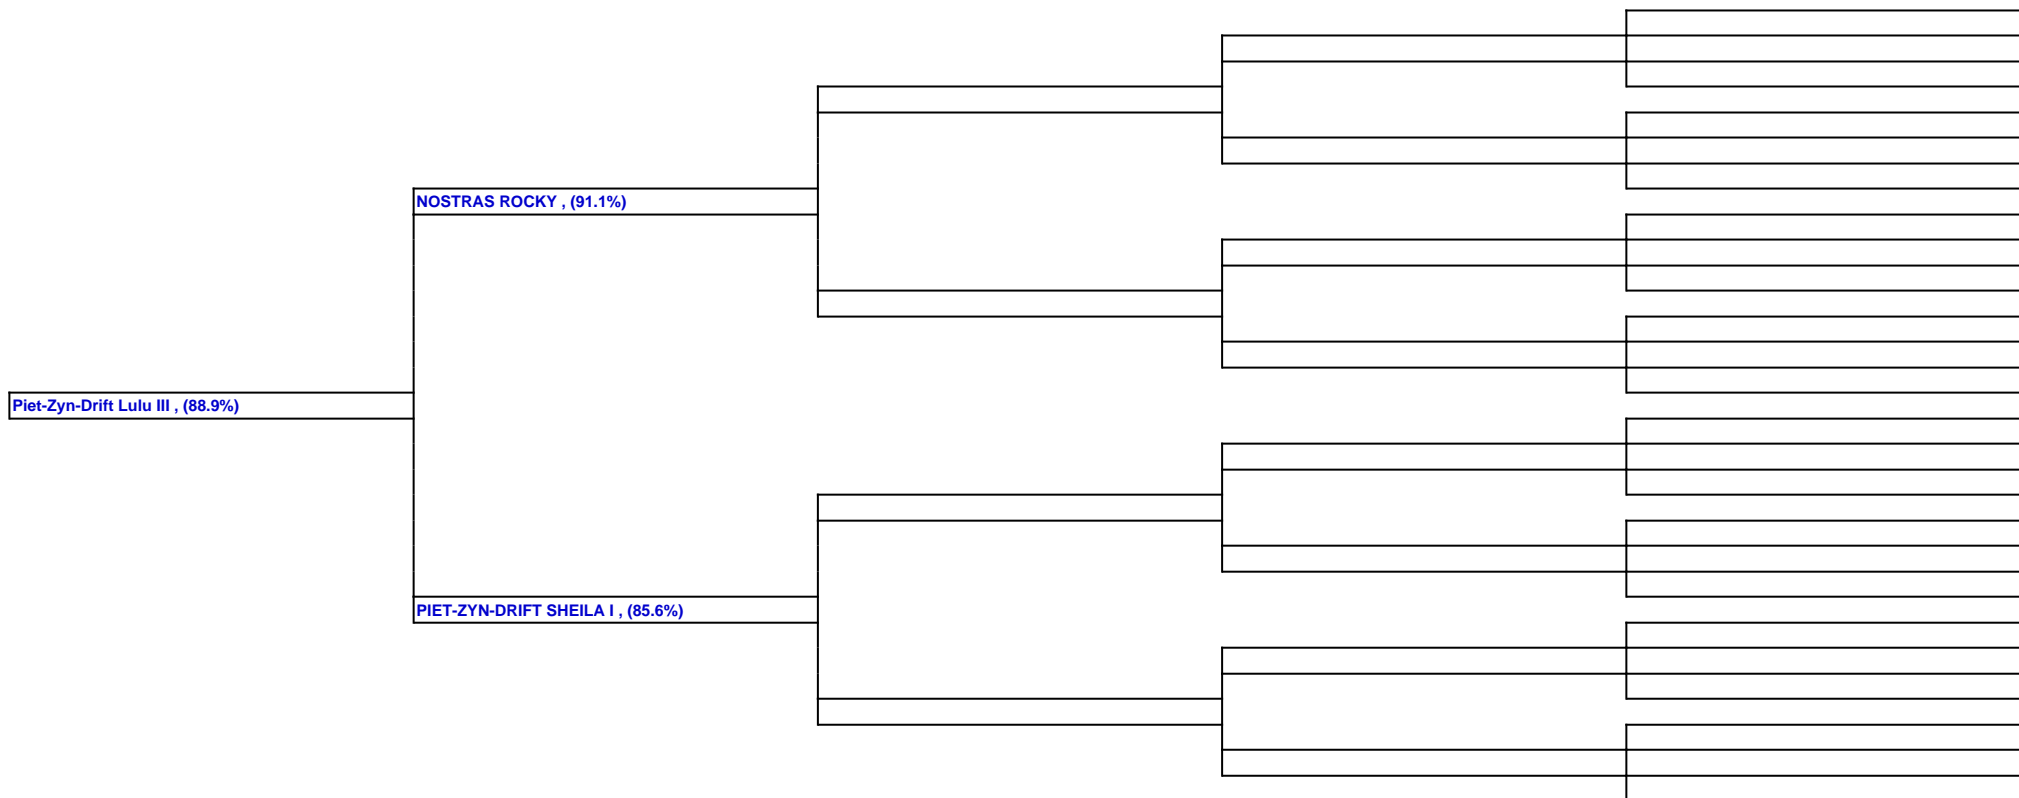 NOSTRAS ROCKY , (91.1%)
Piet-Zyn-Drift Lulu III , (88.9%)
PIET-ZYN-DRIFT SHEILA I , (85.6%)